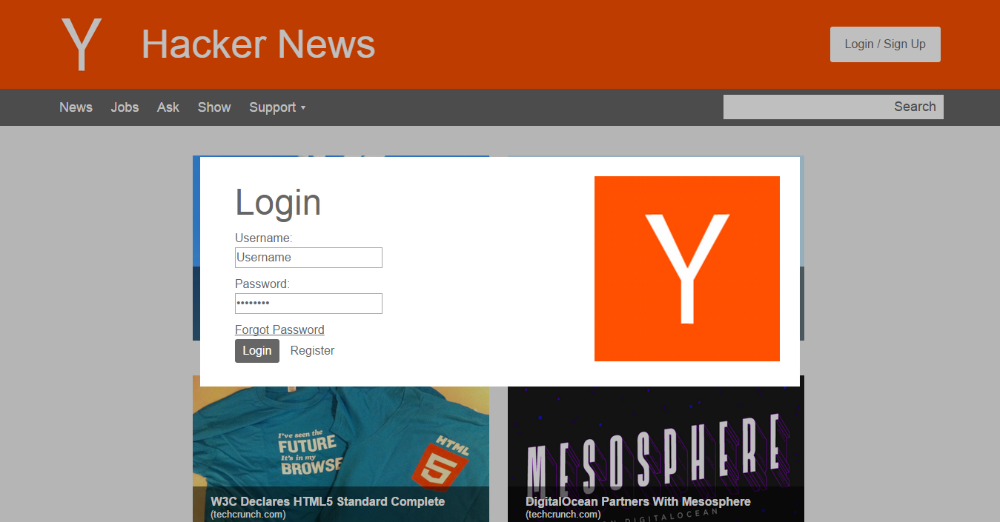 Y Hacker News
Login / Sign Up
News Jobs Ask Show Support ▾
Search
Login
Username:
Username
Password:
••••••••
Forgot Password
Login Register
Y
I've seen the
FUTURE
It's in my
BROWSE
HTML
5
W3C Declares HTML5 Standard Complete
(techcrunch.com)
MESOSPHERE
DigitalOcean Partners With Mesosphere
(techcrunch.com)
ON DIGITALOCEAN